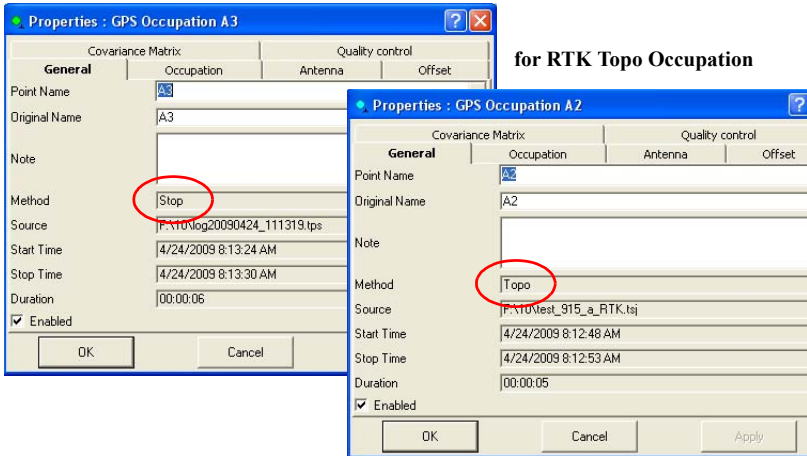 Properties : GPS Occupation A3
Covariance Matrix Quality control
General Occupation Antenna Offset
Point Name A3
Original Name A3
Note
Method Stop
Source F:\10\log20090424_111319.tps
Start Time 4/24/2009 8:13:24 AM
Stop Time 4/24/2009 8:13:30 AM
Duration 00:00:06
Enabled
OK Cancel
for RTK Topo Occupation
Properties : GPS Occupation A2
Covariance Matrix Quality control
General Occupation Antenna Offset
Point Name A2
Original Name A2
Note
Method Topo
Source F:\10\test_915_a_RTK.tsj
Start Time 4/24/2009 8:12:48 AM
Stop Time 4/24/2009 8:12:53 AM
Duration 00:00:05
Enabled
OK Cancel Apply